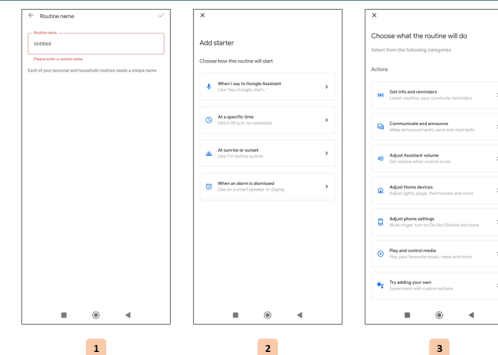 Routine name
Routine name
Untitled
Please enter a routine name
Each of your personal and household routines needs a unique name
1
Add starter
Choose how this routine will start
When I say to Google Assistant
Like "Hey Google, start..."
At a specific time
Like 6:30 p.m. on weekdays
At sunrise or sunset
Like 1 hr before sunrise
When an alarm is dismissed
Like on a smart speaker or display
2
Choose what the routine will do
Select from the following categories
Actions
Get info and reminders
Latest weather, your commute, reminders
Communicate and announce
Make announcements, send and read texts
Adjust Assistant volume
Set volume when routine is run
Adjust Home devices
Adjust lights, plugs, thermostats and more
Adjust phone settings
Mute ringer, turn on Do Not Disturb and more
Play and control media
Play your favourite music, news and more
Try adding your own
Experiment with custom actions
3